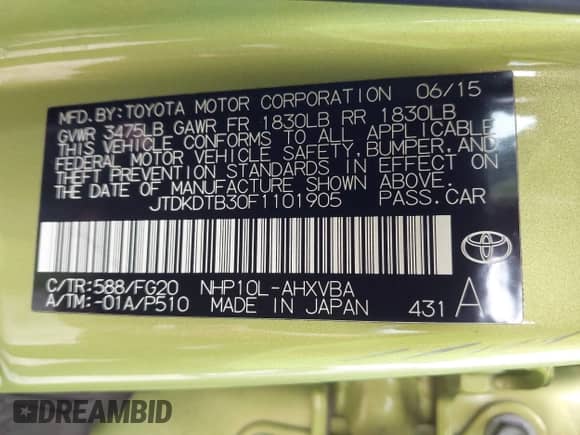 MFD. BY: TOYOTA MOTOR CORPORATION 06/15
GVWR 3475LB GAWR FR 1830LB RR 1830LB
THIS VEHICLE CONFORMS TO ALL APPLICABLE
FEDERAL MOTOR VEHICLE SAFETY, BUMPER, AND
THEFT PREVENTION STANDARDS IN EFFECT ON
THE DATE OF MANUFACTURE SHOWN ABOVE.
JTDKDTB30F1101905 PASS. CAR
C/TR: 588/FG20 NHP10L-AHXVBA
A/TM: -01A/P510 MADE IN JAPAN 431 A
DREAMBID